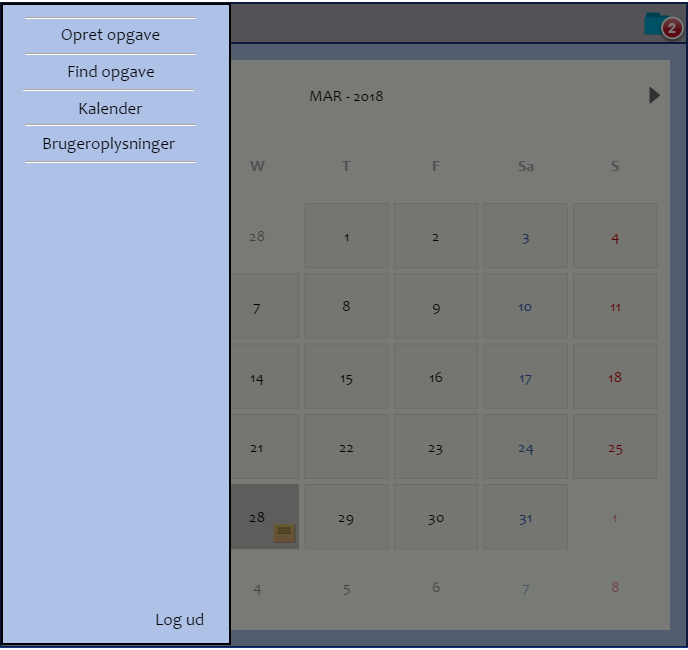 Opret opgave
Find opgave
Kalender
Brugeroplysninger
Log ud
2
MAR - 2018
W T F Sa S
28 1 2 3 4
7 8 9 10 11
14 15 16 17 18
21 22 23 24 25
28 29 30 31 1
4 5 6 7 8